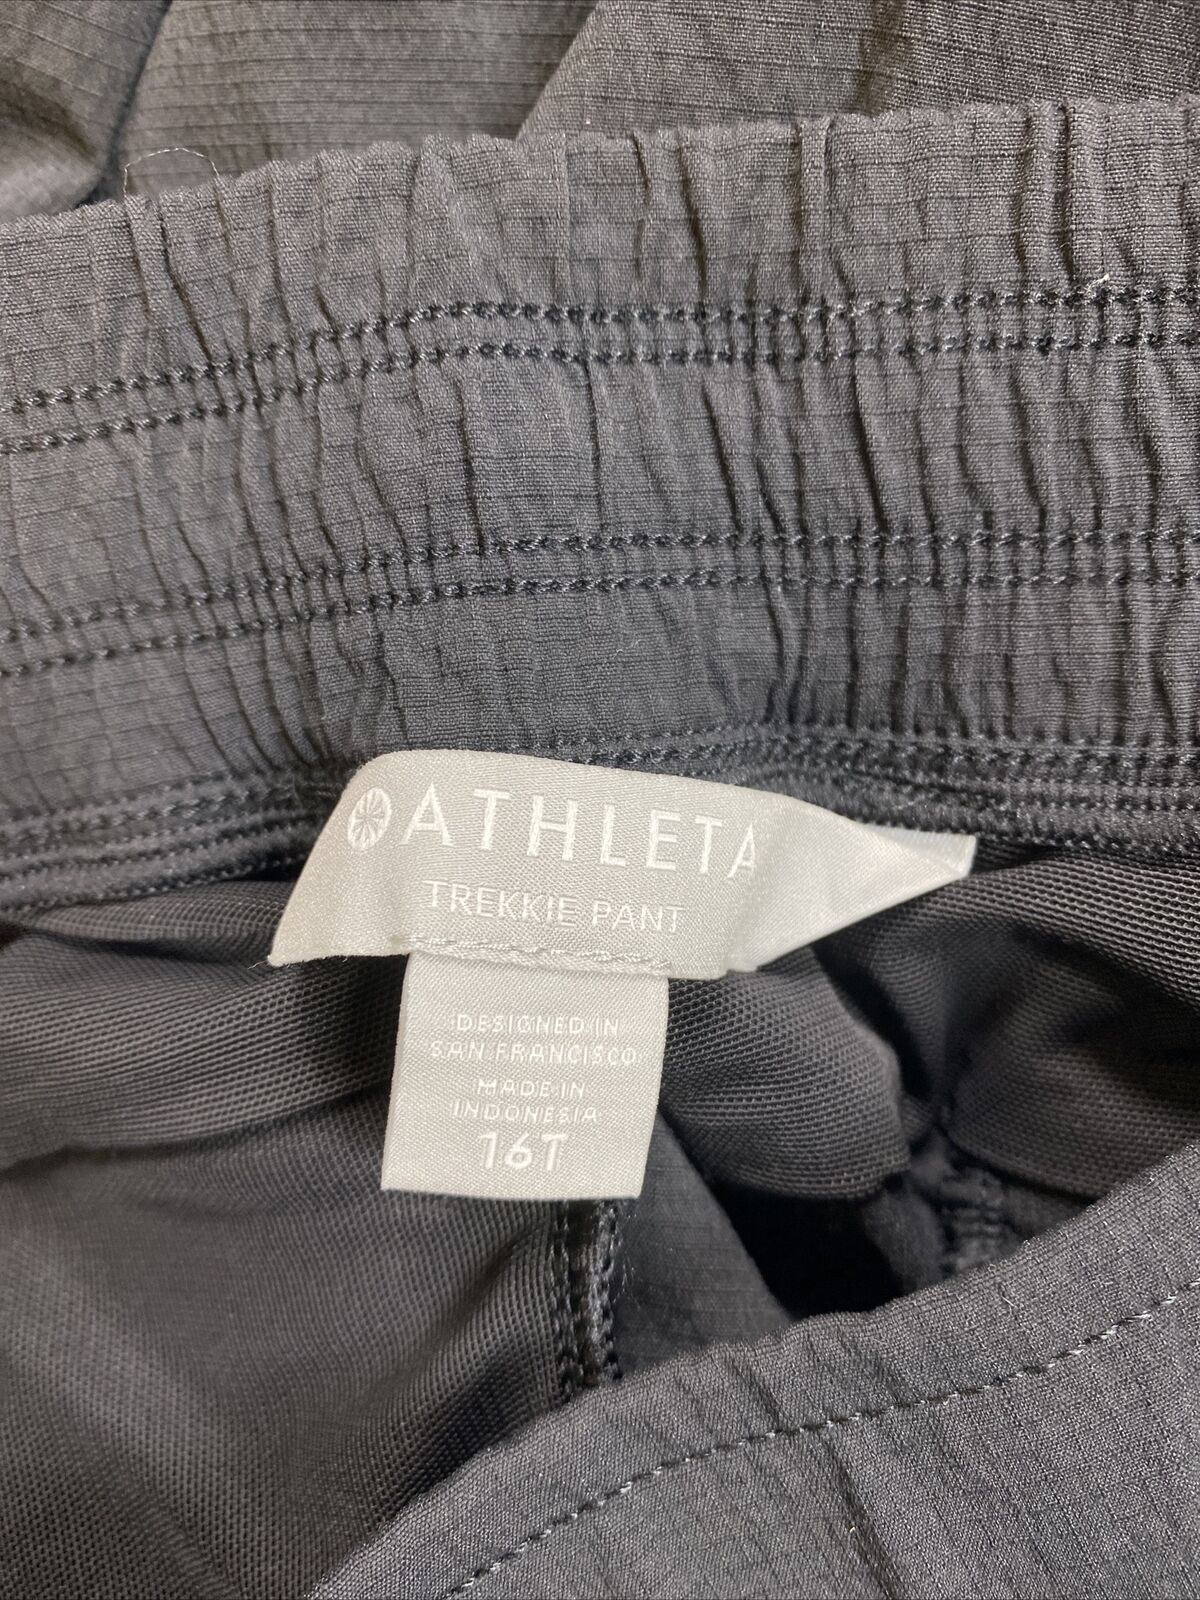 ATHLETA
TREKKIE PANT
DESIGNED IN
SAN FRANCISCO
MADE IN
INDONESIA
16T